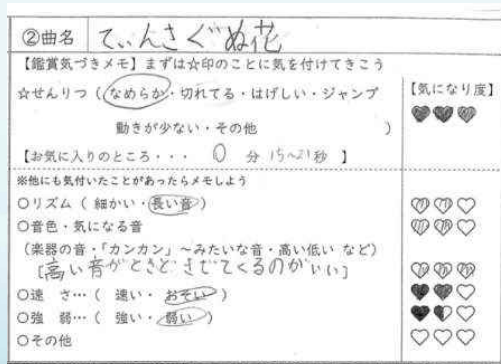 ②曲名 てぃんさぐぬ花
【鑑賞気づきメモ】まずは☆印のことに気を付けてきこう
【気になり度】
☆せんりつ（なめらか・切れてる・はげしい・ジャンプ
動きが少ない・その他 ）
【お気に入りのところ・・・ 0 分 15~21秒 】
※他にも気付いたことがあったらメモしよう
○リズム（ 細かい・長い音）
○音色・気になる音
（楽器の音・「カンカン」～みたいな音・高い低い など）
[高い音がときどききこてくるのがいい]
○速 さ…（ 速い・ おそい ）
○強 弱…（ 強い・ 弱い ）
○その他